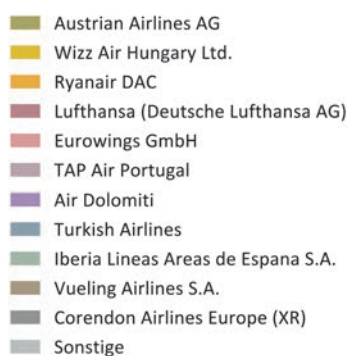 Austrian Airlines AG
Wizz Air Hungary Ltd.
Ryanair DAC
Lufthansa (Deutsche Lufthansa AG)
Eurowings GmbH
TAP Air Portugal
Air Dolomiti
Turkish Airlines
Iberia Lineas Areas de Espana S.A.
Vueling Airlines S.A.
Corendon Airlines Europe (XR)
Sonstige